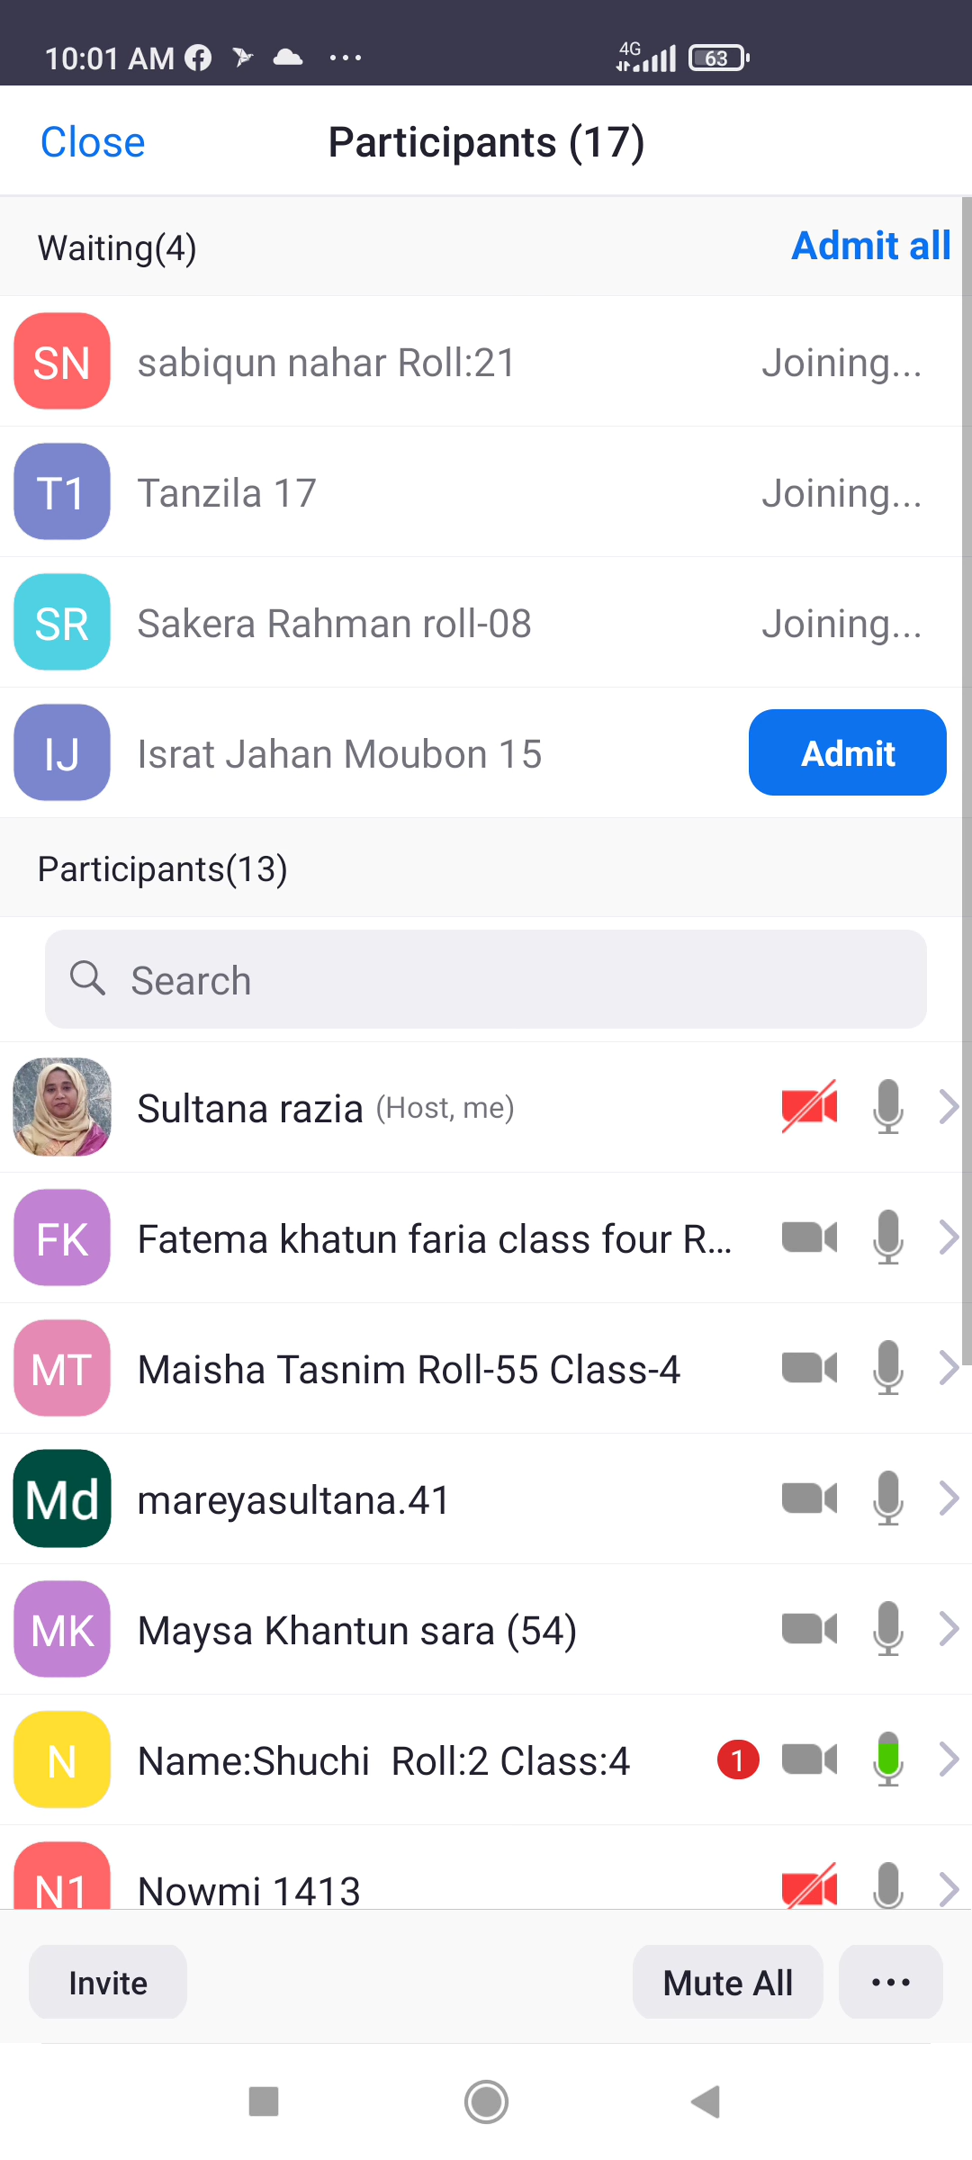 10:01 AM ... 4G 63
Close Participants (17)
Waiting(4) Admit all
SN sabiqun nahar Roll:21 Joining...
T1 Tanzila 17 Joining...
SR Sakera Rahman roll-08 Joining...
IJ Israt Jahan Moubon 15 Admit
Participants(13)
Search
Sultana razia (Host, me)
FK Fatema khatun faria class four R...
MT Maisha Tasnim Roll-55 Class-4
Md mareyasultana.41
MK Maysa Khantun sara (54)
N Name:Shuchi  Roll:2 Class:4 1
N1 Nowmi 1413
Invite Mute All ...